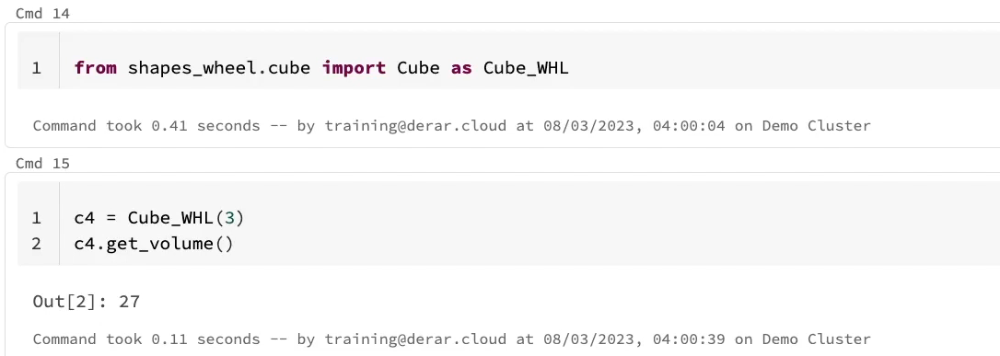 Cmd 14
1 from shapes_wheel.cube import Cube as Cube_WHL
Command took 0.41 seconds -- by training@derar.cloud at 08/03/2023, 04:00:04 on Demo Cluster
Cmd 15
1 c4 = Cube_WHL(3)
2 c4.get_volume()
Out[2]: 27
Command took 0.11 seconds -- by training@derar.cloud at 08/03/2023, 04:00:39 on Demo Cluster